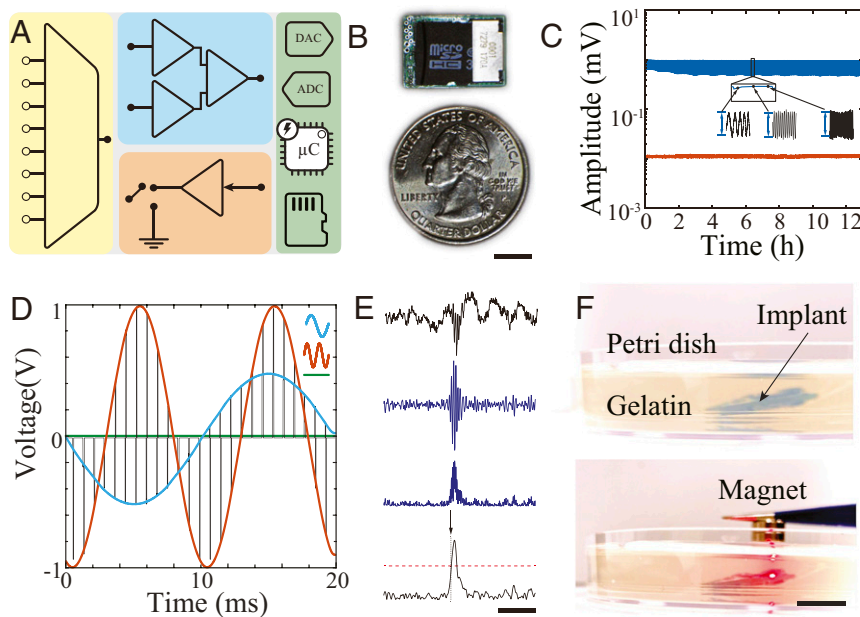 A
DAC
ADC
µC
B
micro
SD
HC
UNITED STATES OF AMERICA
LIBERTY
IN GOD WE TRUST
QUARTER DOLLAR
C
Amplitude (mV)
10¹
10⁻¹
10⁻³
0 2 4 6 8 10 12
Time (h)
D
Voltage(V)
1
0
-1
0 10 20
Time (ms)
E
F
Implant
Petri dish
Gelatin
Magnet